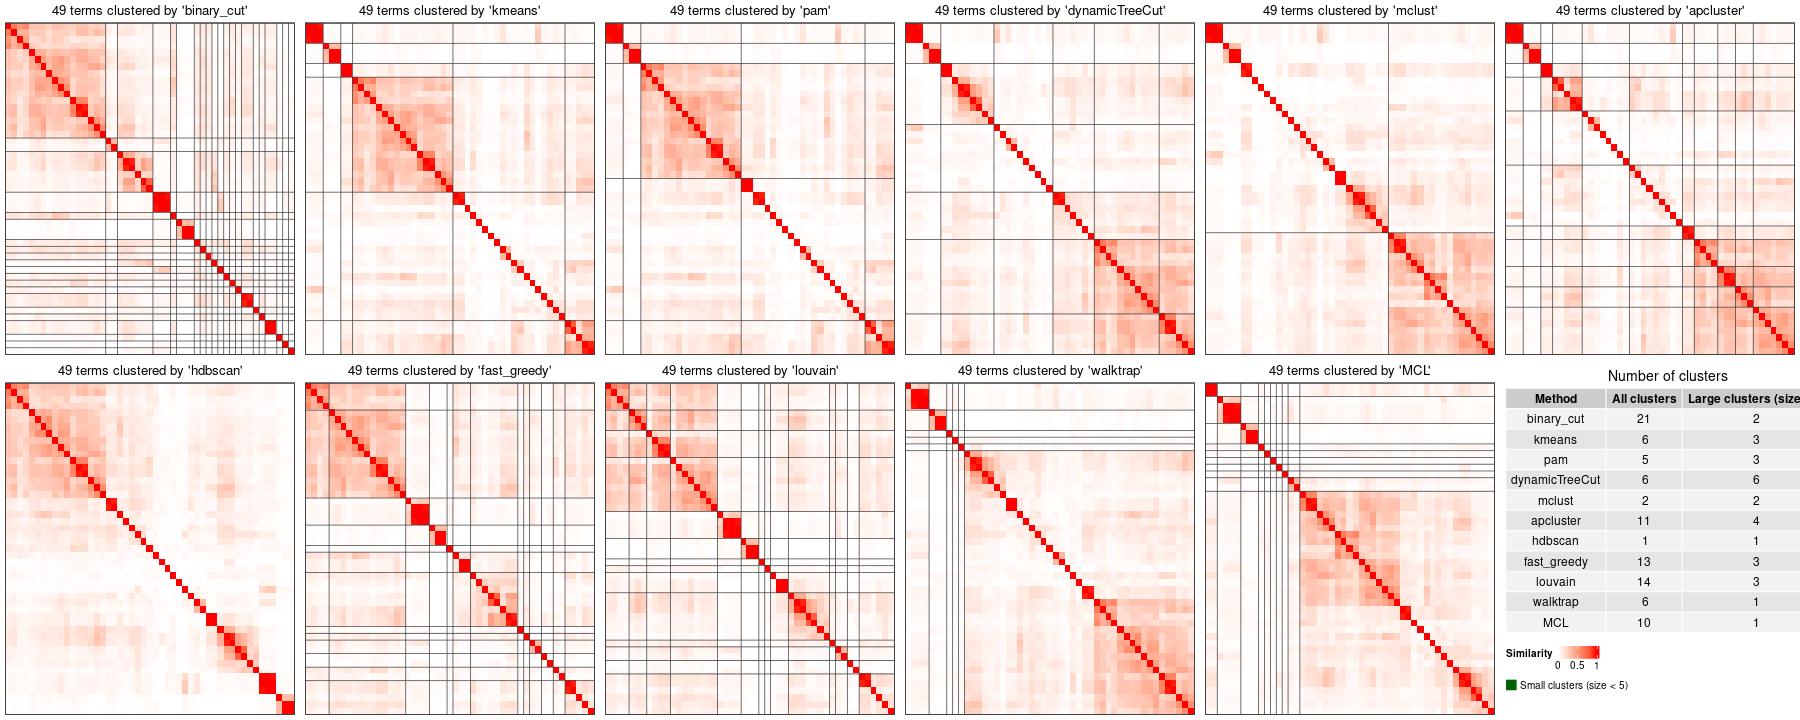 49 terms clustered by 'binary_cut'
49 terms clustered by 'kmeans'
49 terms clustered by 'pam'
49 terms clustered by 'dynamicTreeCut'
49 terms clustered by 'mclust'
49 terms clustered by 'apcluster'
49 terms clustered by 'hdbscan'
49 terms clustered by 'fast_greedy'
49 terms clustered by 'louvain'
49 terms clustered by 'walktrap'
49 terms clustered by 'MCL'
Number of clusters
Method All clusters Large clusters (size
binary_cut 21 2
kmeans 6 3
pam 5 3
dynamicTreeCut 6 6
mclust 2 2
apcluster 11 4
hdbscan 1 1
fast_greedy 13 3
louvain 14 3
walktrap 6 1
MCL 10 1
Similarity
0 0.5 1
Small clusters (size < 5)